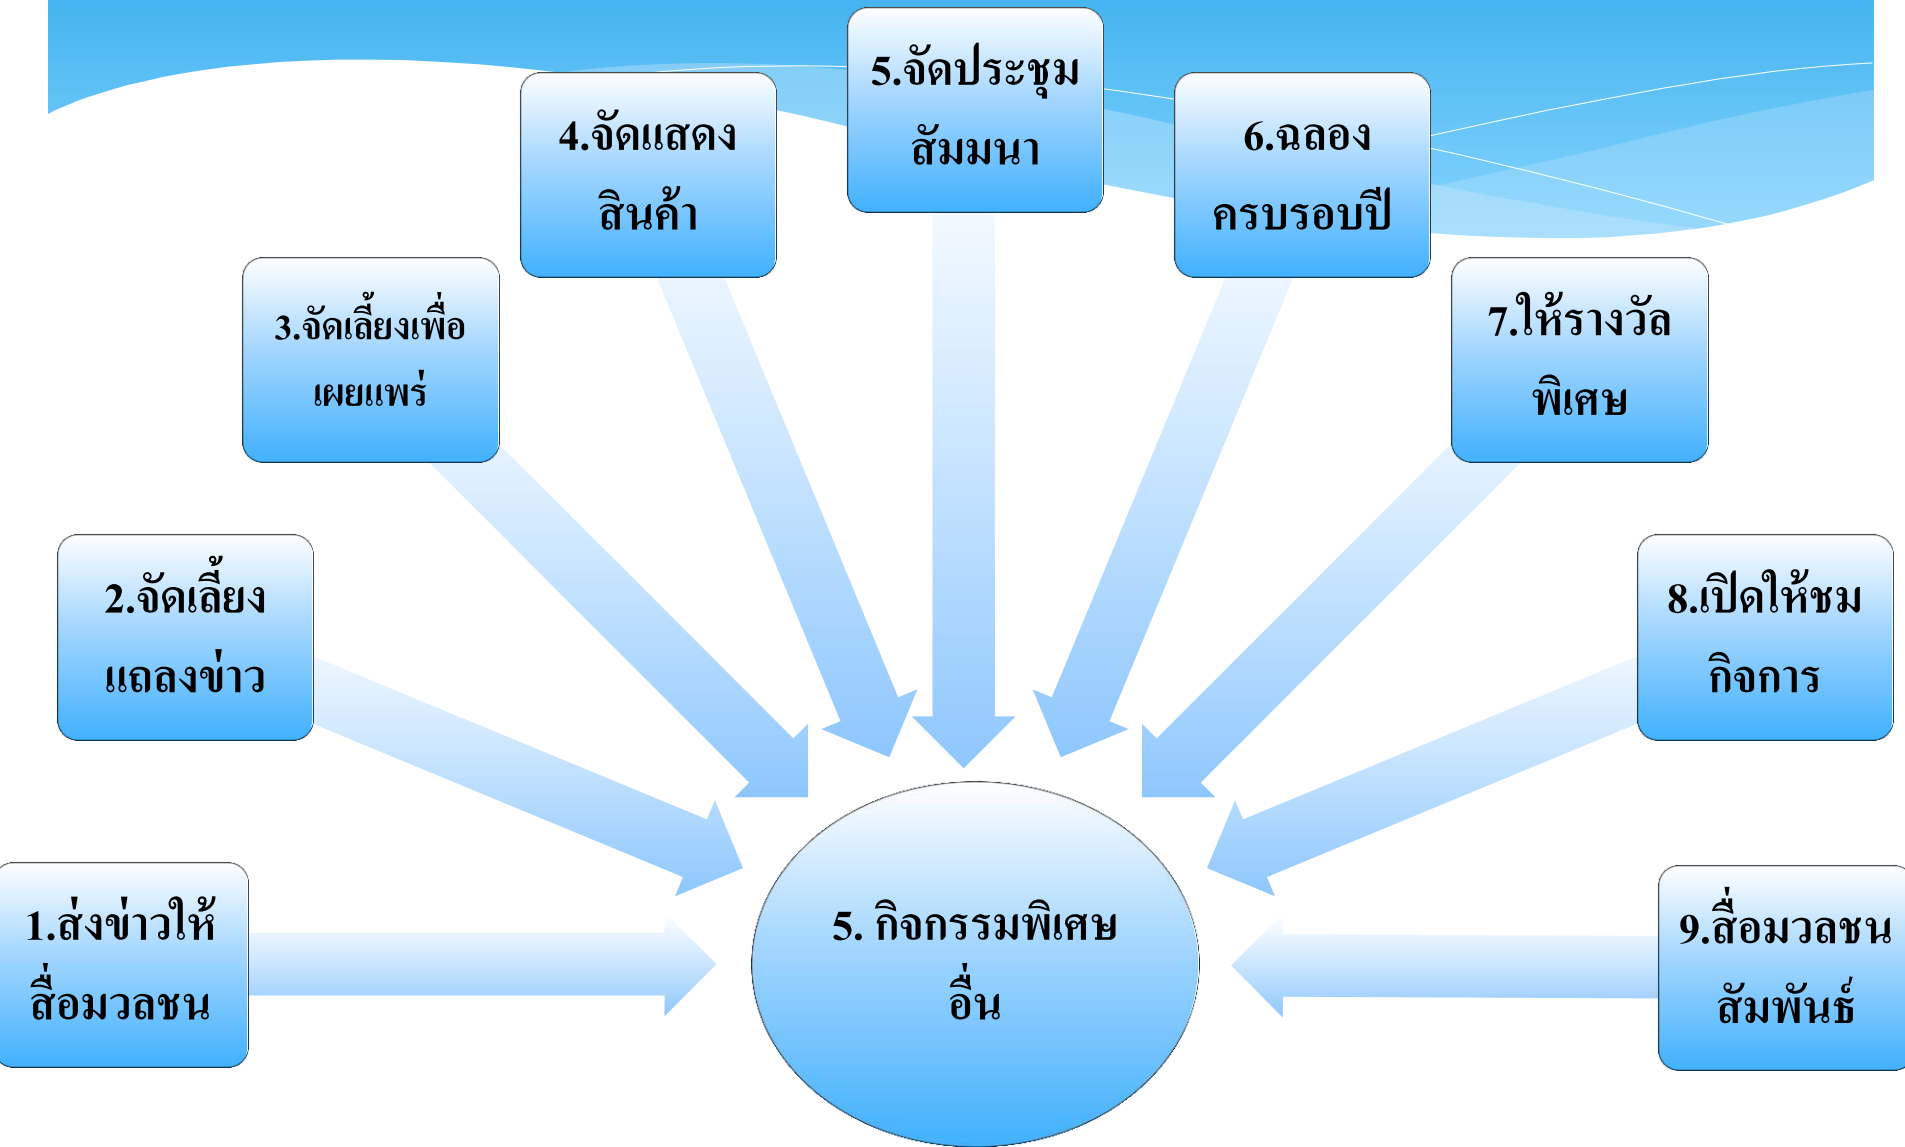 1.ส่งข่าวให้
สื่อมวลชน
2.จัดเลี้ยง
แถลงข่าว
3.จัดเลี้ยงเพื่อ
เผยแพร่
4.จัดแสดง
สินค้า
5.จัดประชุม
สัมมนา
6.ฉลอง
ครบรอบปี
7.ให้รางวัล
พิเศษ
8.เปิดให้ชม
กิจการ
9.สื่อมวลชน
สัมพันธ์
5. กิจกรรมพิเศษ
อื่น